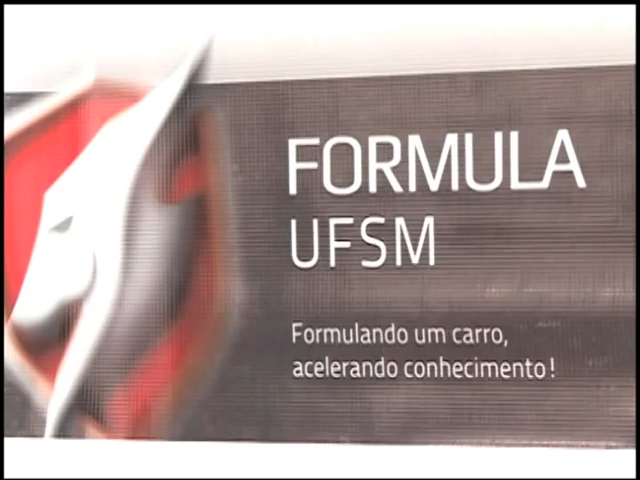 FORMULA
UFSM
Formulando um carro,
acelerando conhecimento!